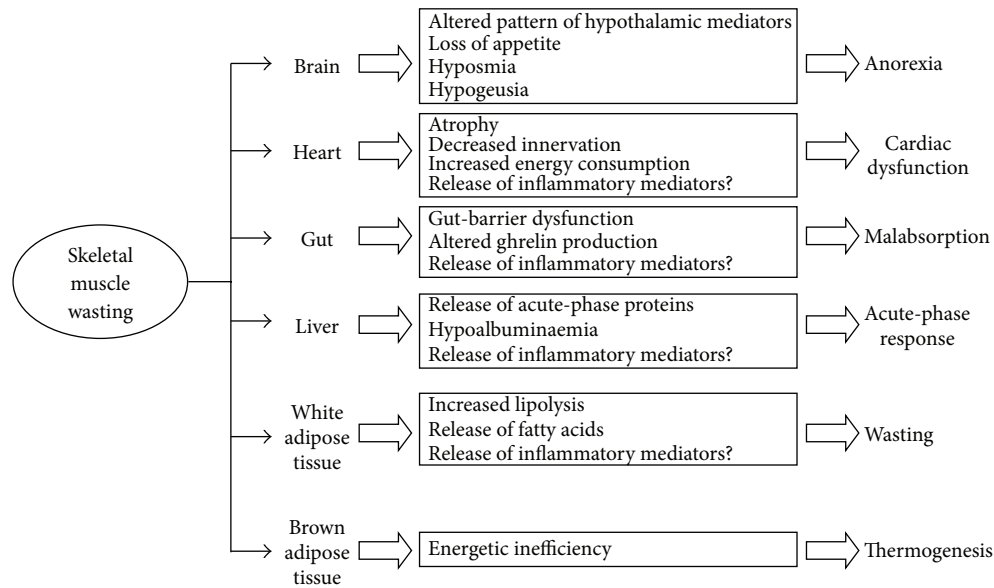 Skeletal
muscle
wasting
Brain
Altered pattern of hypothalamic mediators
Loss of appetite
Hyposmia
Hypogeusia
Anorexia
Heart
Atrophy
Decreased innervation
Increased energy consumption
Release of inflammatory mediators?
Cardiac
dysfunction
Gut
Gut-barrier dysfunction
Altered ghrelin production
Release of inflammatory mediators?
Malabsorption
Liver
Release of acute-phase proteins
Hypoalbuminaemia
Release of inflammatory mediators?
Acute-phase
response
White
adipose
tissue
Increased lipolysis
Release of fatty acids
Release of inflammatory mediators?
Wasting
Brown
adipose
tissue
Energetic inefficiency
Thermogenesis